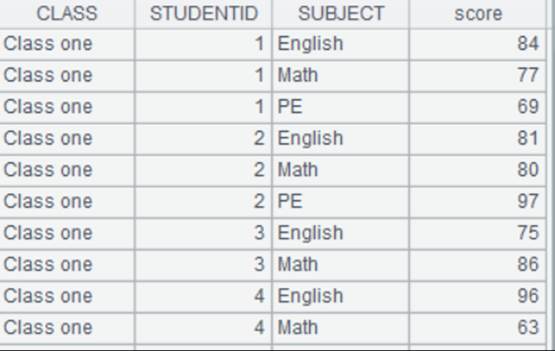 CLASS STUDENTID SUBJECT score
Class one 1 English 84
Class one 1 Math 77
Class one 1 PE 69
Class one 2 English 81
Class one 2 Math 80
Class one 2 PE 97
Class one 3 English 75
Class one 3 Math 86
Class one 4 English 96
Class one 4 Math 63